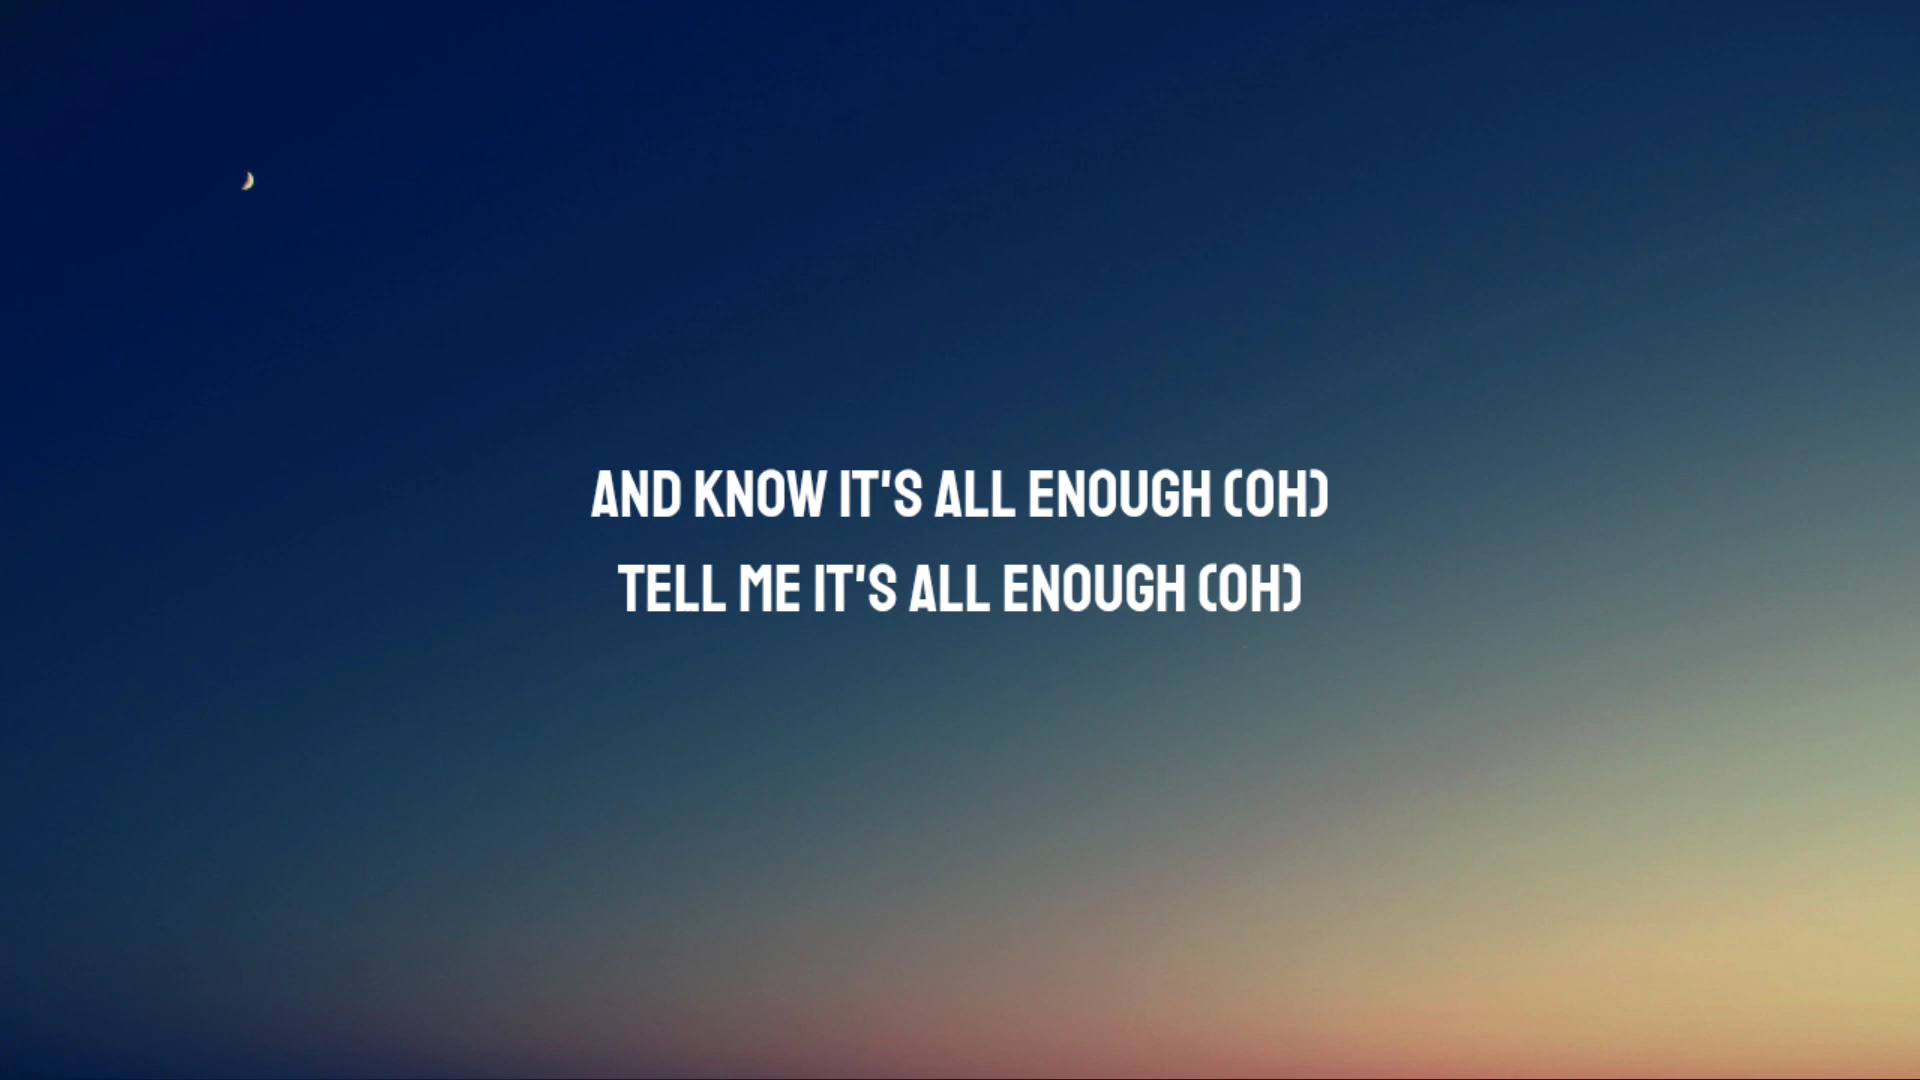 AND KNOW IT'S ALL ENOUGH (OH)
TELL ME IT'S ALL ENOUGH (OH)